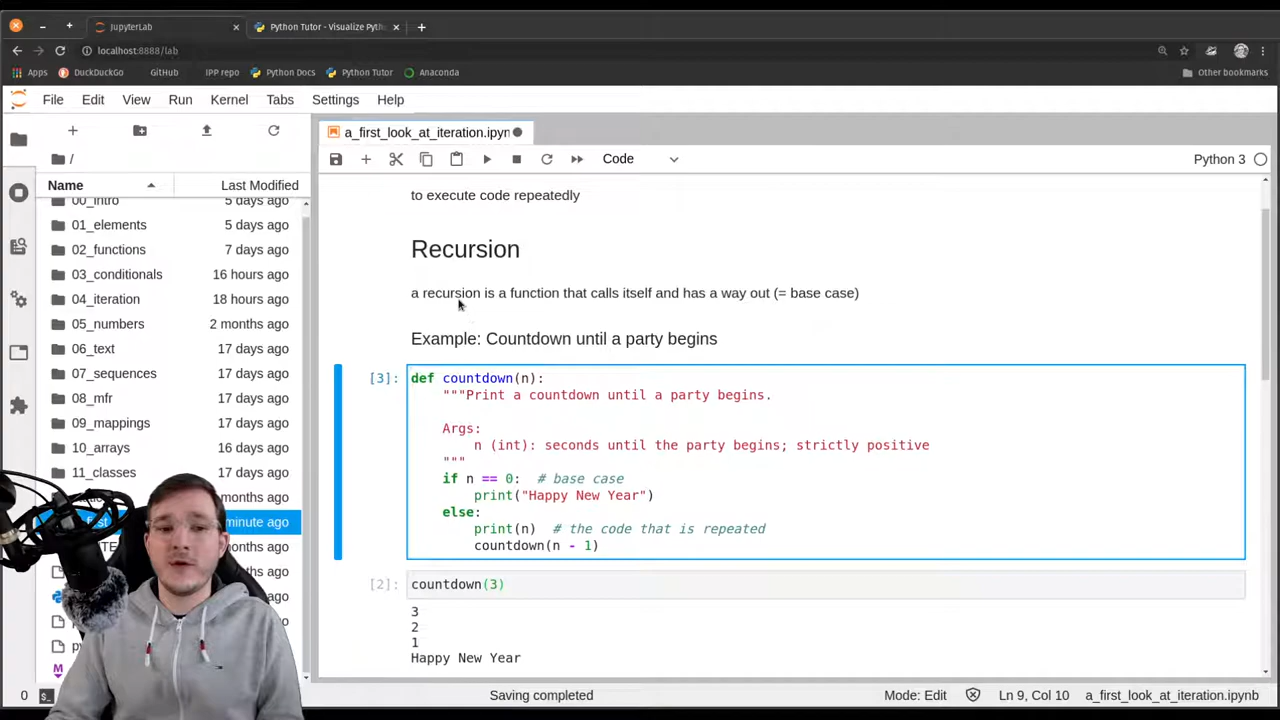 JupyterLab
Python Tutor - Visualize Pyth
localhost:8888/lab
Apps DuckDuckGo GitHub IPP repo Python Docs Python Tutor Anaconda Other bookmarks
File Edit View Run Kernel Tabs Settings Help
a_first_look_at_iteration.ipyn
/
Code
Python 3
Name Last Modified
00_intro 5 days ago
01_elements 5 days ago
02_functions 7 days ago
03_conditionals 16 hours ago
04_iteration 18 hours ago
05_numbers 2 months ago
06_text 17 days ago
07_sequences 17 days ago
08_mfr 17 days ago
09_mappings 17 days ago
10_arrays 16 days ago
11_classes 17 days ago
months ago
minute ago
months ago
months ago
to execute code repeatedly
Recursion
a recursion is a function that calls itself and has a way out (= base case)
Example: Countdown until a party begins
[3]: def countdown(n):
"""Print a countdown until a party begins.
Args:
n (int): seconds until the party begins; strictly positive
"""
if n == 0:  # base case
print("Happy New Year")
else:
print(n)  # the code that is repeated
countdown(n - 1)
[2]: countdown(3)
3
2
1
Happy New Year
0 $_ Saving completed Mode: Edit Ln 9, Col 10 a_first_look_at_iteration.ipynb